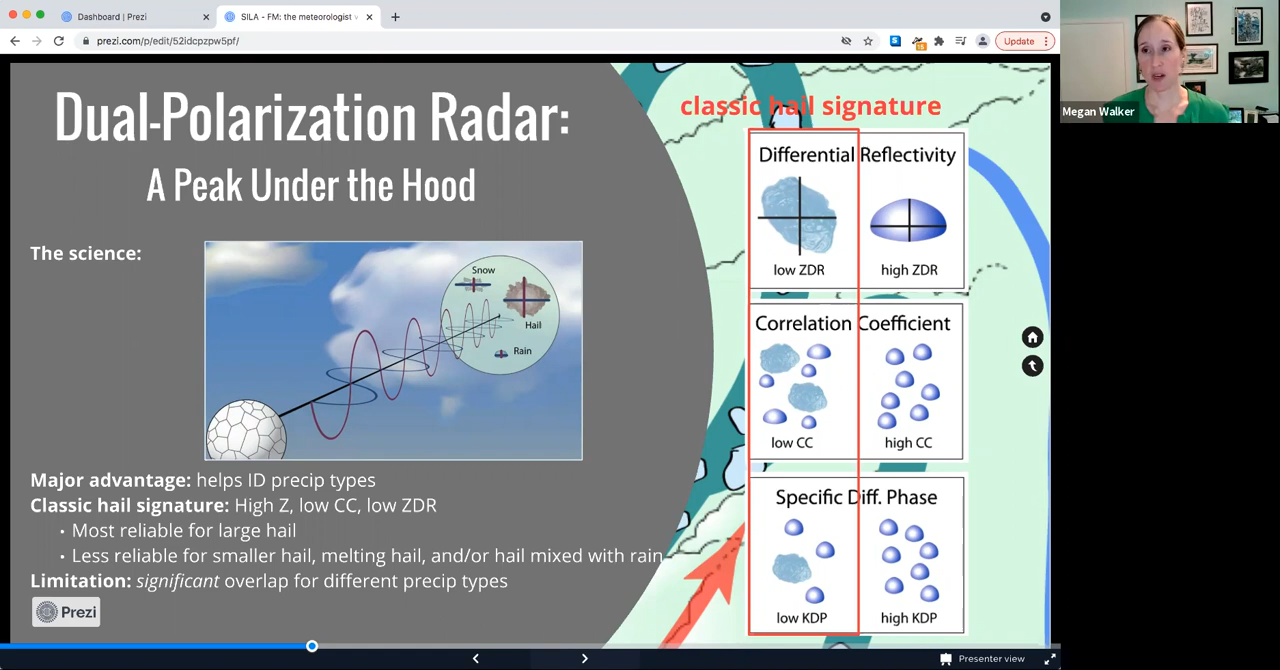 Dashboard | Prezi
SILA - FM: the meteorologist
prezi.com/p/edit/52idcpzpw5pf/
15
Update
Megan Walker
Dual-Polarization Radar:
A Peak Under the Hood
The science:
Snow
Hail
Rain
Major advantage: helps ID precip types
Classic hail signature: High Z, low CC, low ZDR
• Most reliable for large hail
• Less reliable for smaller hail, melting hail, and/or hail mixed with rain
Limitation: significant overlap for different precip types
Prezi
classic hail signature
Differential Reflectivity
low ZDR
high ZDR
Correlation Coefficient
low CC
high CC
Specific Diff. Phase
low KDP
high KDP
Presenter view